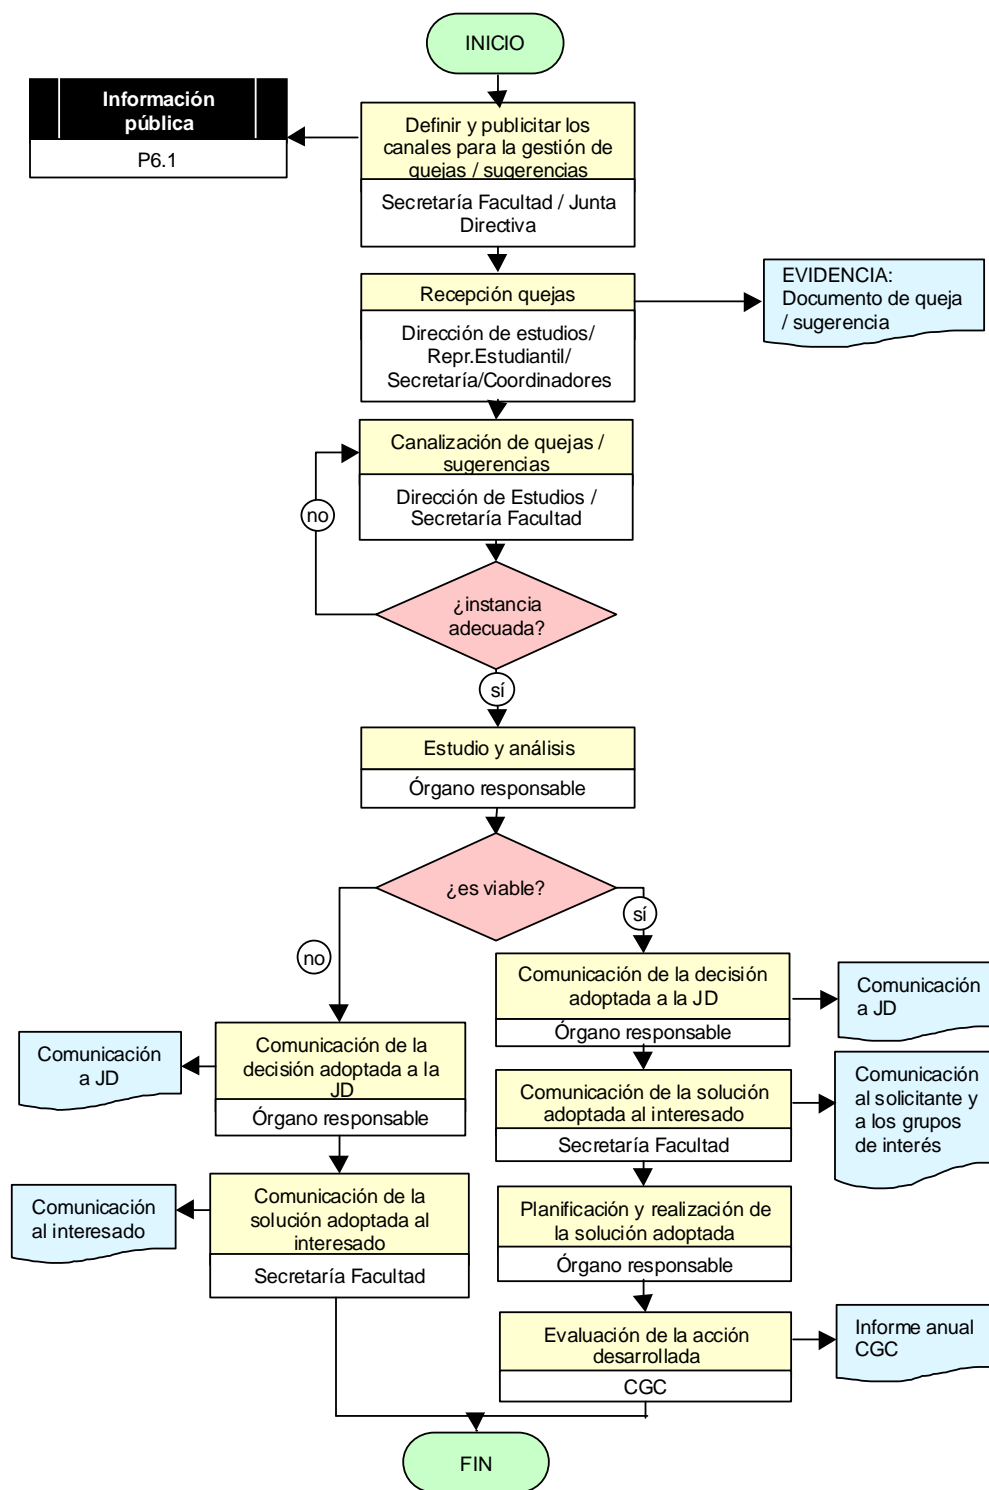 INICIO
Información
pública
P6.1
Definir y publicitar los
canales para la gestión de
quejas / sugerencias
Secretaría Facultad / Junta
Directiva
Recepción quejas
Dirección de estudios/
Repr.Estudiantil/
Secretaría/Coordinadores
EVIDENCIA:
Documento de queja
/ sugerencia
Canalización de quejas /
sugerencias
Dirección de Estudios /
Secretaría Facultad
no
¿instancia
adecuada?
sí
Estudio y análisis
Órgano responsable
¿es viable?
no
sí
Comunicación de la decisión
adoptada a la JD
Órgano responsable
Comunicación
a JD
Comunicación de la
decisión adoptada a la
JD
Órgano responsable
Comunicación
a JD
Comunicación de la solución
adoptada al interesado
Secretaría Facultad
Comunicación
al solicitante y
a los grupos
de interés
Comunicación de la
solución adoptada al
interesado
Secretaría Facultad
Comunicación
al interesado
Planificación y realización de
la solución adoptada
Órgano responsable
Evaluación de la acción
desarrollada
CGC
Informe anual
CGC
FIN